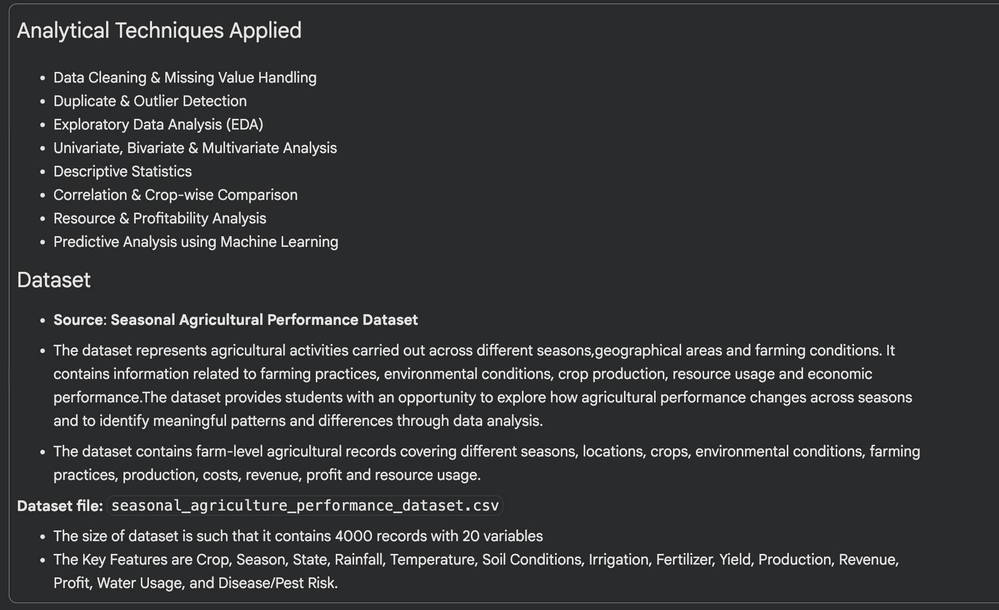 Analytical Techniques Applied
• Data Cleaning & Missing Value Handling
• Duplicate & Outlier Detection
• Exploratory Data Analysis (EDA)
• Univariate, Bivariate & Multivariate Analysis
• Descriptive Statistics
• Correlation & Crop-wise Comparison
• Resource & Profitability Analysis
• Predictive Analysis using Machine Learning
Dataset
• Source: Seasonal Agricultural Performance Dataset
• The dataset represents agricultural activities carried out across different seasons,geographical areas and farming conditions. It
contains information related to farming practices, environmental conditions, crop production, resource usage and economic
performance.The dataset provides students with an opportunity to explore how agricultural performance changes across seasons
and to identify meaningful patterns and differences through data analysis.
• The dataset contains farm-level agricultural records covering different seasons, locations, crops, environmental conditions, farming
practices, production, costs, revenue, profit and resource usage.
Dataset file: seasonal_agriculture_performance_dataset.csv
• The size of dataset is such that it contains 4000 records with 20 variables
• The Key Features are Crop, Season, State, Rainfall, Temperature, Soil Conditions, Irrigation, Fertilizer, Yield, Production, Revenue,
Profit, Water Usage, and Disease/Pest Risk.